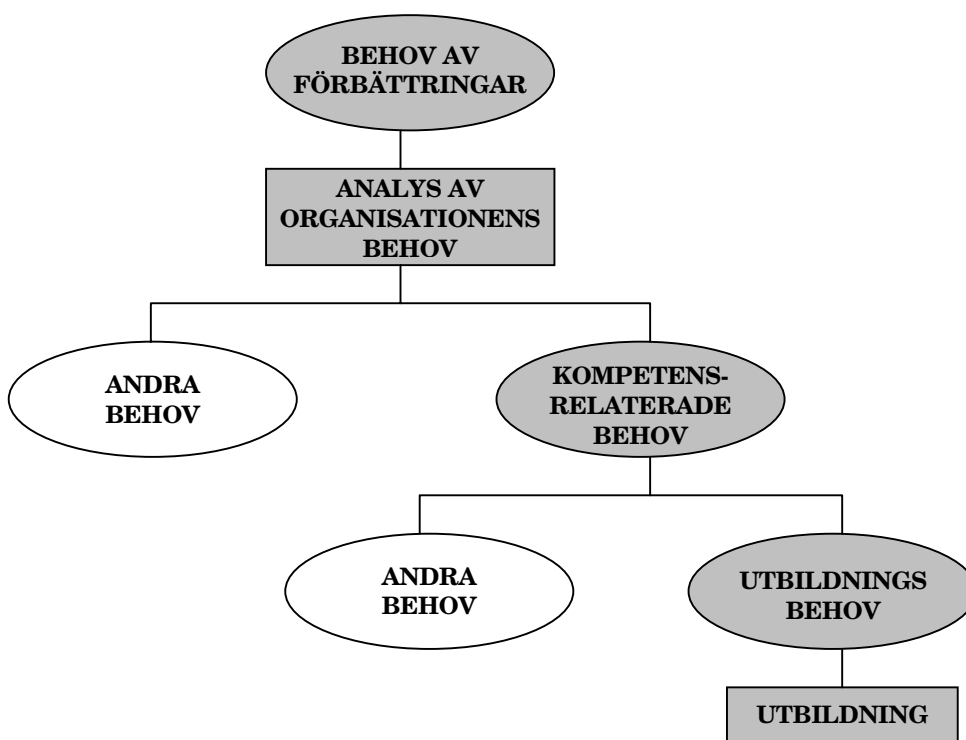 BEHOV AV
FÖRBÄTTRINGAR
ANALYS AV
ORGANISATIONENS
BEHOV
ANDRA
BEHOV
KOMPETENS-
RELATERADE
BEHOV
ANDRA
BEHOV
UTBILDNINGS
BEHOV
UTBILDNING